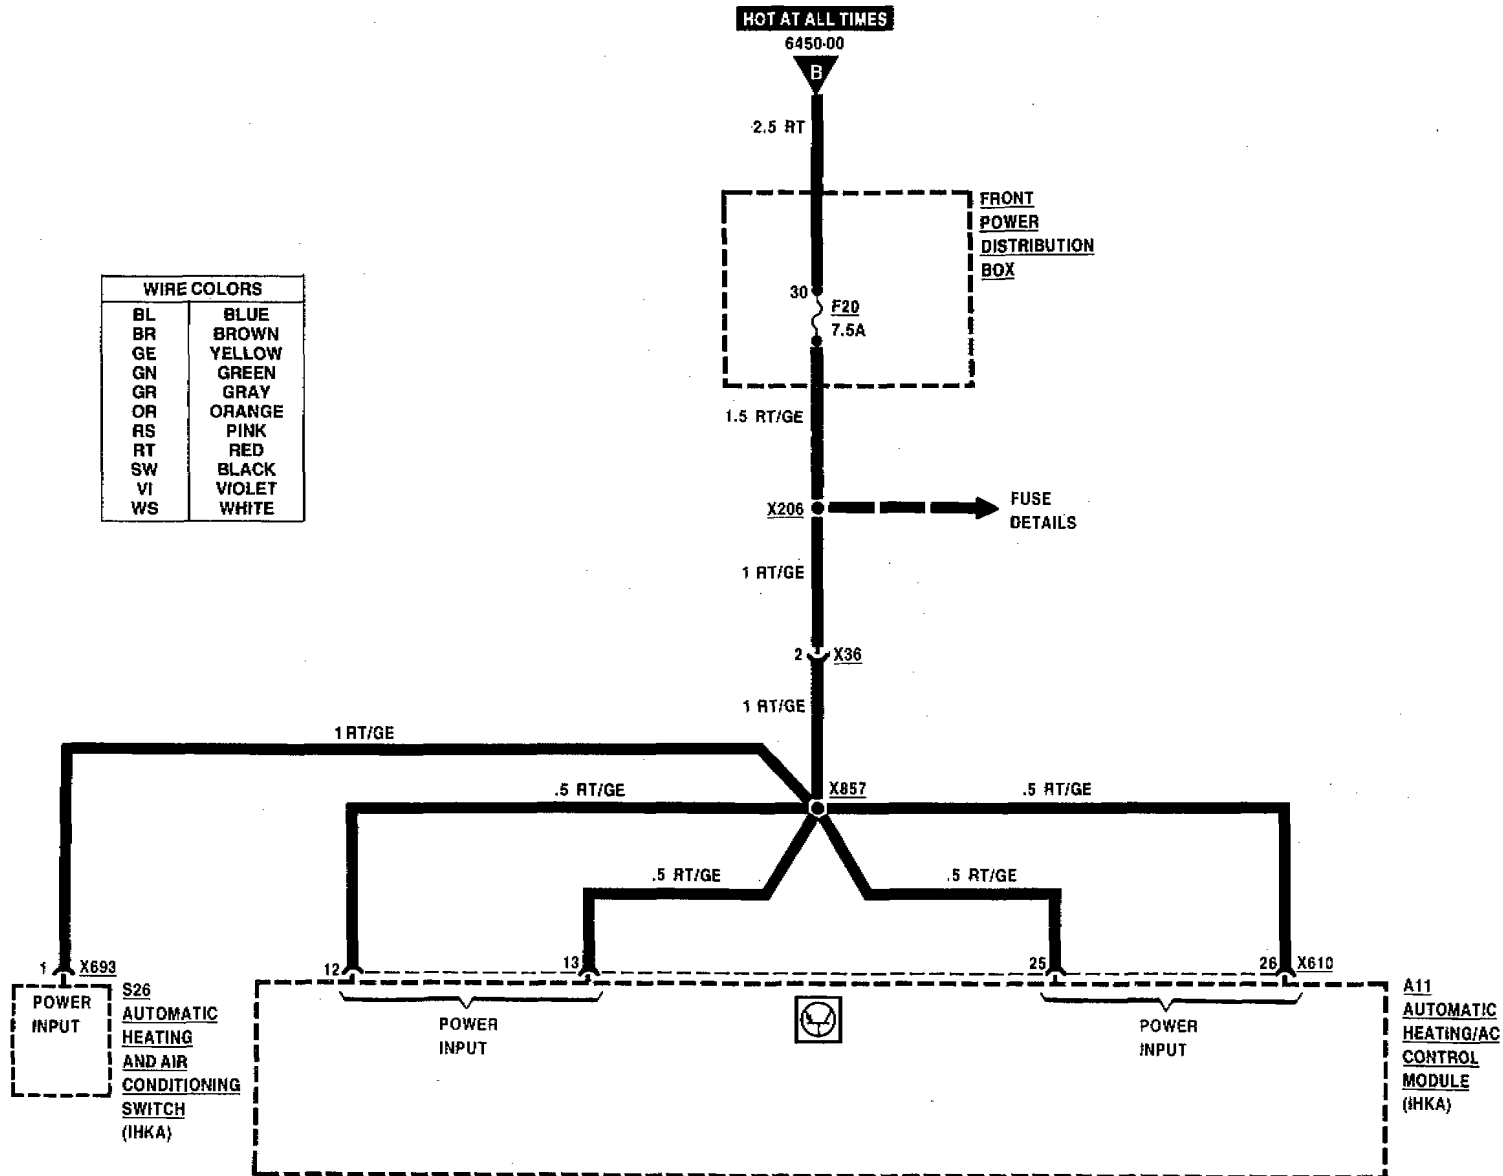 HOT AT ALL TIMES
6450-00
B
2.5 RT
FRONT
POWER
DISTRIBUTION
BOX
30
F20
7.5A
WIRE COLORS
BL BLUE
BR BROWN
GE YELLOW
GN GREEN
GR GRAY
OR ORANGE
RS PINK
RT RED
SW BLACK
VI VIOLET
WS WHITE
1.5 RT/GE
X206
FUSE
DETAILS
1 RT/GE
2 X36
1 RT/GE
1 RT/GE
.5 RT/GE
X857
.5 RT/GE
.5 RT/GE
.5 RT/GE
1 X693
12
13
25
26 X610
POWER
INPUT
S26
AUTOMATIC
HEATING
AND AIR
CONDITIONING
SWITCH
(IHKA)
POWER
INPUT
POWER
INPUT
A11
AUTOMATIC
HEATING/AC
CONTROL
MODULE
(IHKA)